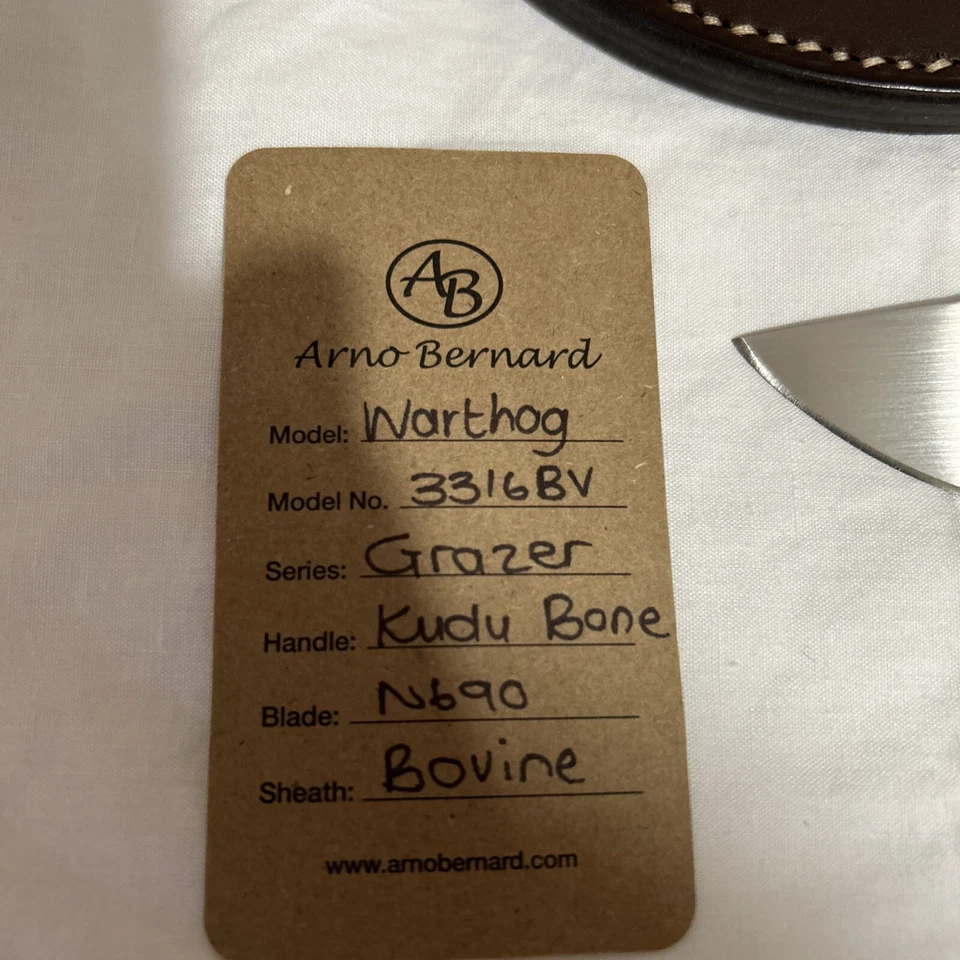 AB
Arno Bernard
Model: Warthog
Model No. 3316BV
Series: Grazer
Handle: Kudu Bone
Blade: N690
Sheath: Bovine
www.arnobernard.com